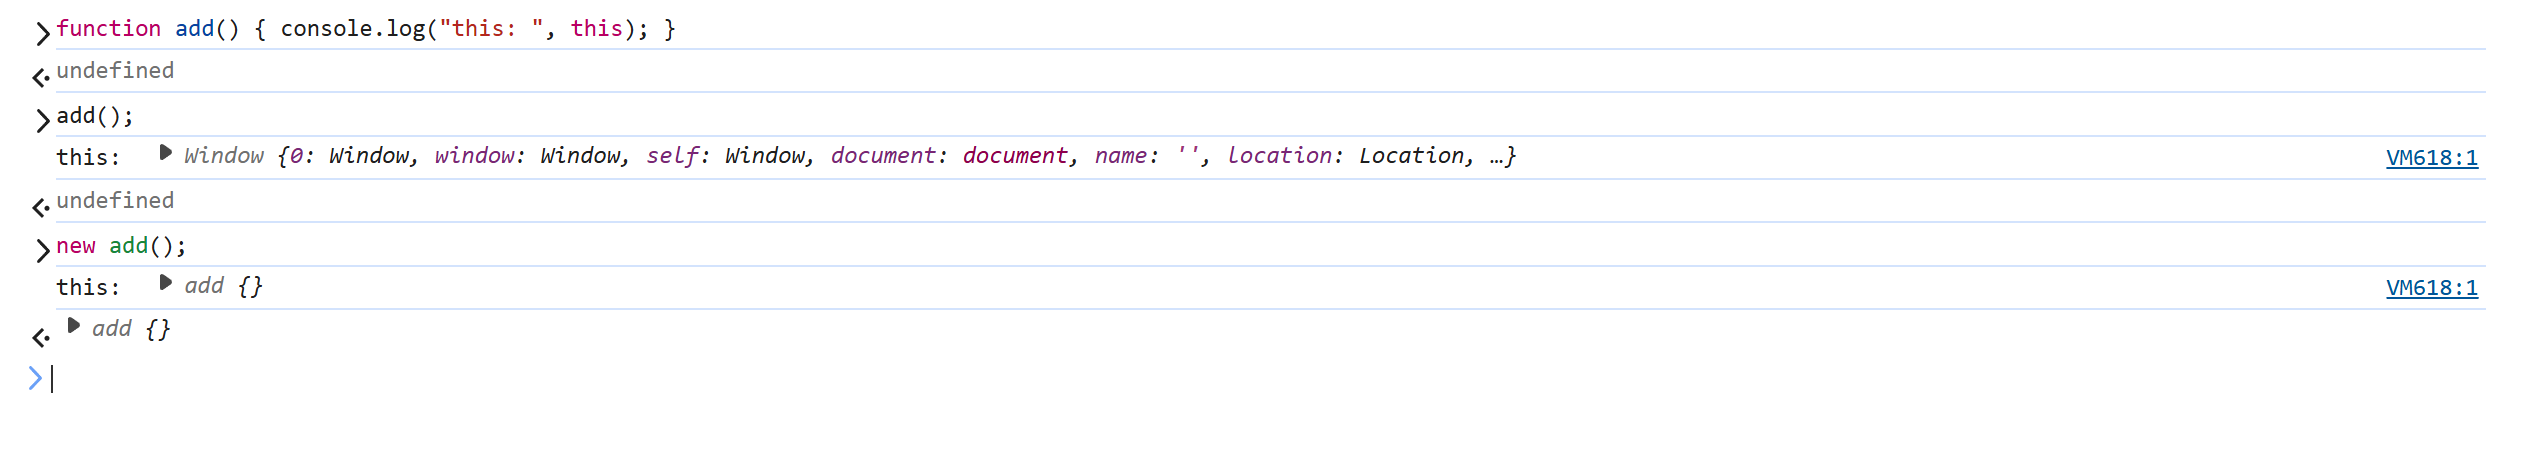 function add() { console.log("this: ", this); }
undefined
add();
this: Window {0: Window, window: Window, self: Window, document: document, name: '', location: Location, …} VM618:1
undefined
new add();
this: add {} VM618:1
add {}